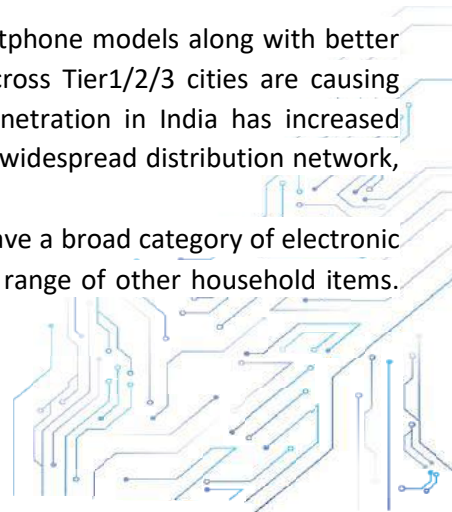 tphone models along with better
cross Tier1/2/3 cities are causing
netration in India has increased
widespread distribution network,
ave a broad category of electronic
range of other household items.